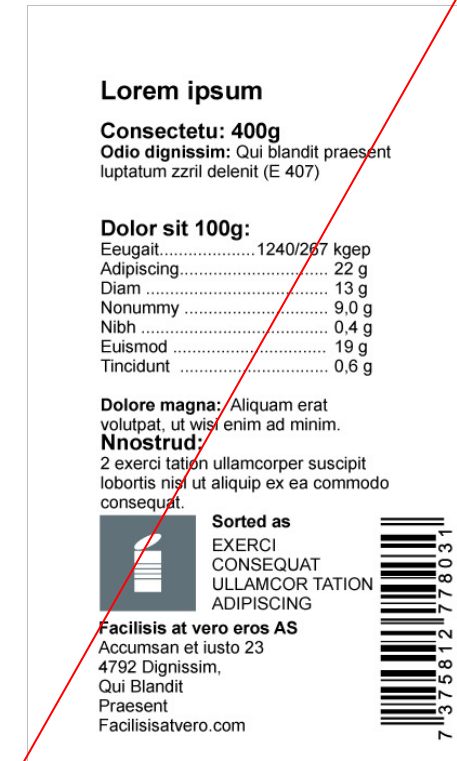 Lorem ipsum
Consectetu: 400g
Odio dignissim: Qui blandit praesent
luptatum zzril delenit (E 407)
Dolor sit 100g:
Eeugait....................1240/267 kgep
Adipiscing............................... 22 g
Diam ...................................... 13 g
Nonummy .............................. 9,0 g
Nibh ....................................... 0,4 g
Euismod ................................ 19 g
Tincidunt ............................... 0,6 g
Dolore magna: Aliquam erat
volutpat, ut wisi enim ad minim.
Nnostrud:
2 exerci tation ullamcorper suscipit
lobortis nisl ut aliquip ex ea commodo
consequat.
Sorted as
EXERCI
CONSEQUAT
ULLAMCOR TATION
ADIPISCING
Facilisis at vero eros AS
Accumsan et iusto 23
4792 Dignissim,
Qui Blandit
Praesent
Facilisisatvero.com
7 375812 778031